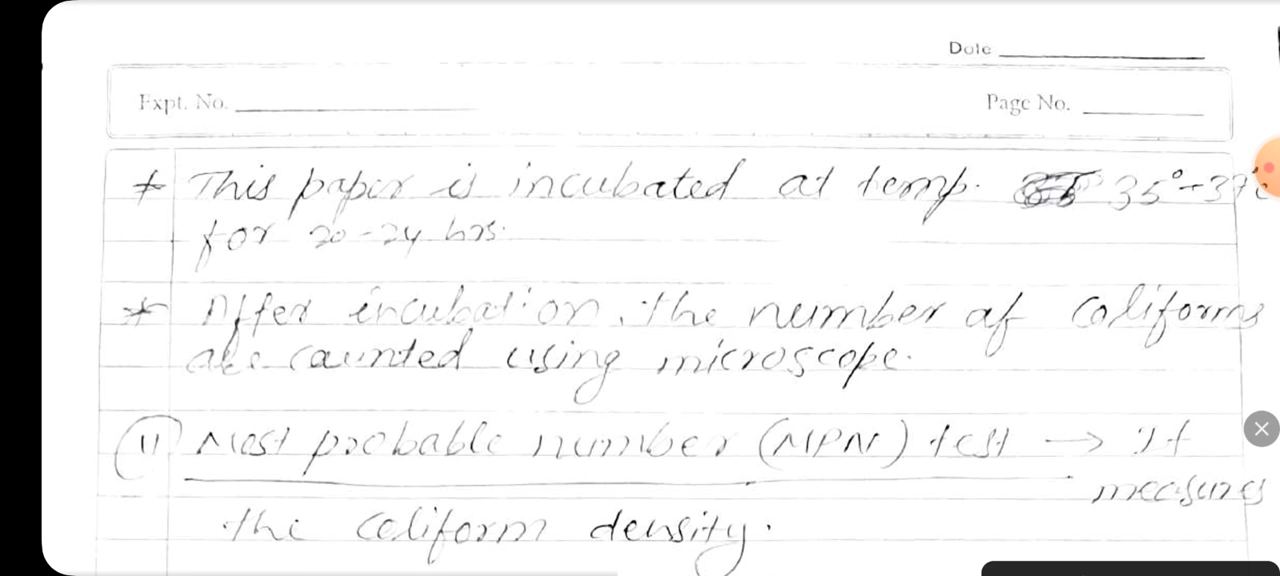 Date
Expt. No.
Page No.
* This paper is incubated at temp. 35°-37°c
for 20-24 hrs.
* After incubation, the number of coliforms
are counted using microscope.
(ii) Most probable number (MPN) test → It
measures
the coliform density.